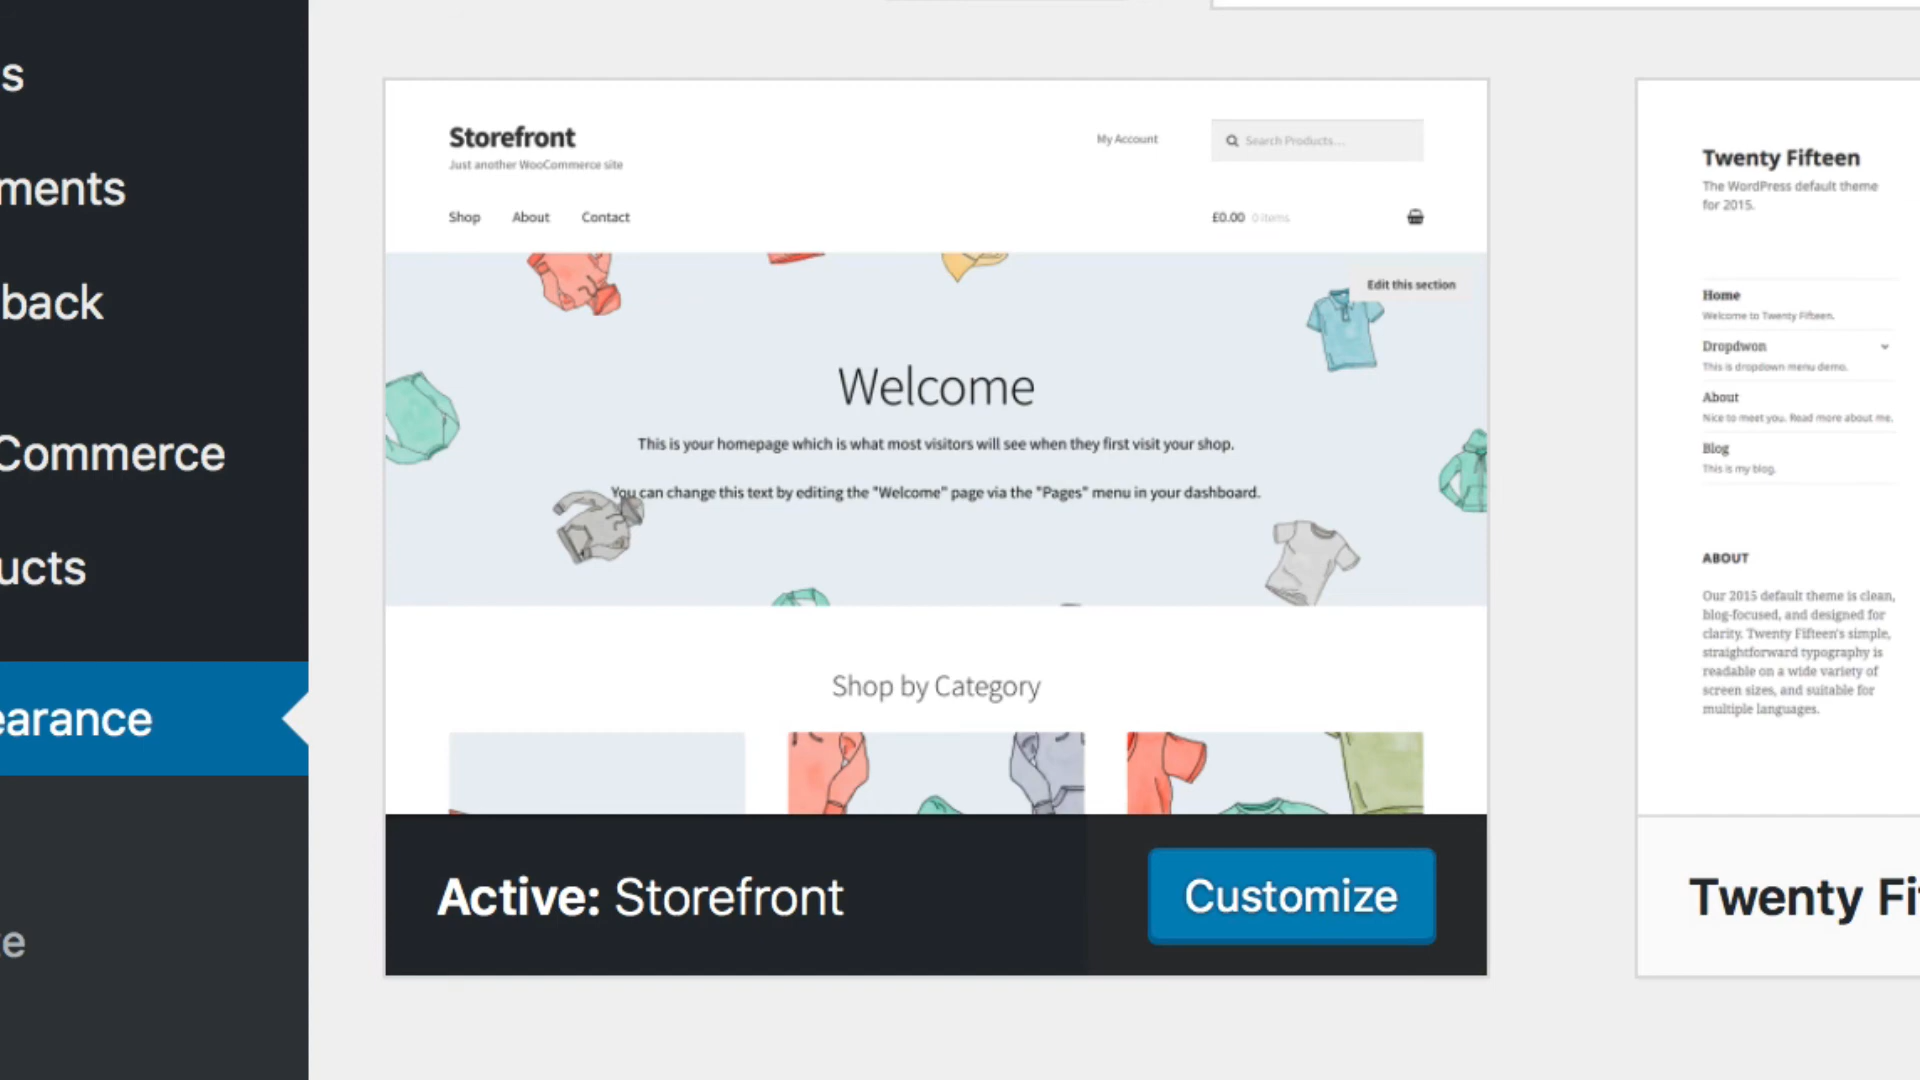 s
ments
back
Commerce
ucts
earance
te
Storefront
Just another WooCommerce site
My Account
Search Products...
Shop About Contact
£0.00 0 items
Edit this section
Welcome
This is your homepage which is what most visitors will see when they first visit your shop.
You can change this text by editing the "Welcome" page via the "Pages" menu in your dashboard.
Shop by Category
Active: Storefront
Customize
Twenty Fifteen
The WordPress default theme
for 2015.
Home
Welcome to Twenty Fifteen.
Dropdwon
This is dropdown menu demo.
About
Nice to meet you. Read more about me.
Blog
This is my blog.
ABOUT
Our 2015 default theme is clean,
blog-focused, and designed for
clarity. Twenty Fifteen's simple,
straightforward typography is
readable on a wide variety of
screen sizes, and suitable for
multiple languages.
Twenty Fi